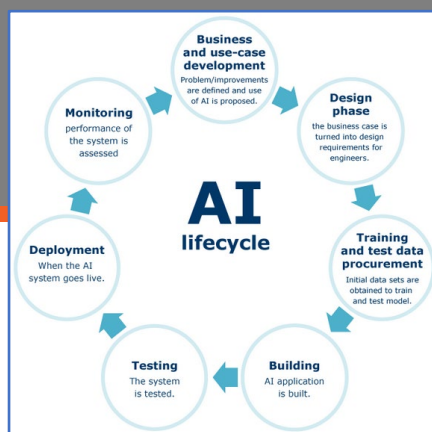 Business
and use-case
development
Problem/improvements
are defined and use
of AI is proposed.
Design
phase
the business case is
turned into design
requirements for
engineers.
Training
and test data
procurement
Initial data sets are
obtained to train
and test model.
Building
AI application
is built.
Testing
The system
is tested.
Deployment
When the AI
system goes live.
Monitoring
performance of
the system is
assessed
AI
lifecycle